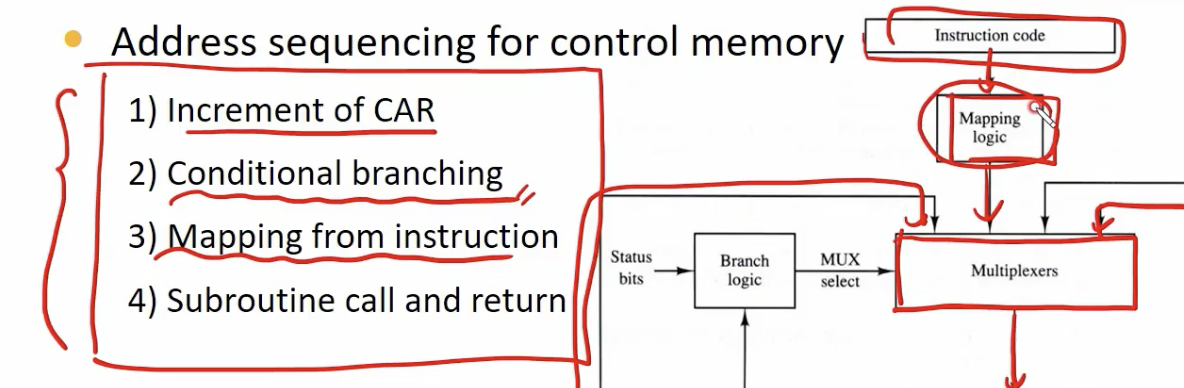 Address sequencing for control memory
1) Increment of CAR
2) Conditional branching
3) Mapping from instruction
4) Subroutine call and return
Instruction code
Mapping
logic
Status
bits
Branch
logic
MUX
select
Multiplexers